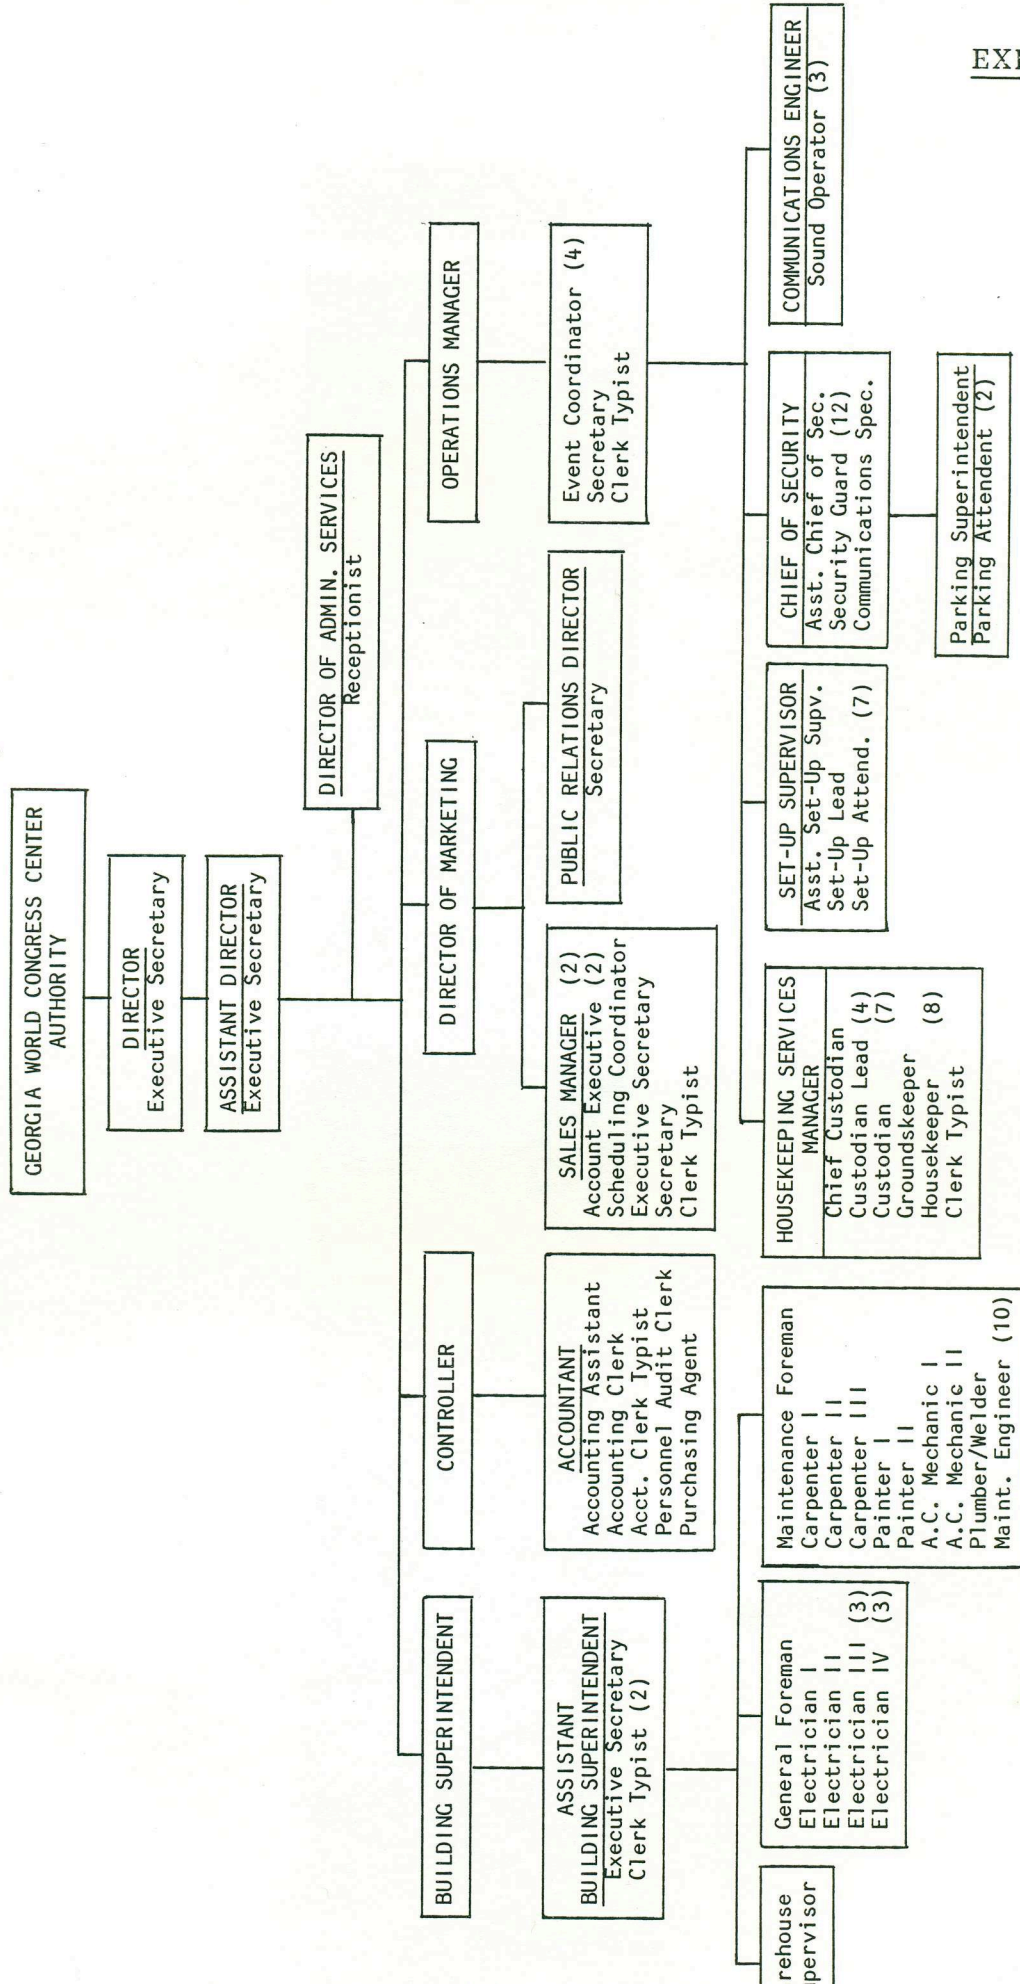 EXI
GEORGIA WORLD CONGRESS CENTER
AUTHORITY
DIRECTOR
Executive Secretary
ASSISTANT DIRECTOR
Executive Secretary
DIRECTOR OF ADMIN. SERVICES
Receptionist
BUILDING SUPERINTENDENT
CONTROLLER
DIRECTOR OF MARKETING
OPERATIONS MANAGER
ASSISTANT
BUILDING SUPERINTENDENT
Executive Secretary
Clerk Typist (2)
ACCOUNTANT
Accounting Assistant
Accounting Clerk
Acct. Clerk Typist
Personnel Audit Clerk
Purchasing Agent
SALES MANAGER (2)
Account Executive (2)
Scheduling Coordinator
Executive Secretary
Secretary
Clerk Typist
PUBLIC RELATIONS DIRECTOR
Secretary
Event Coordinator (4)
Secretary
Clerk Typist
rehouse
pervisor
General Foreman
Electrician I
Electrician II
Electrician III (3)
Electrician IV (3)
Maintenance Foreman
Carpenter I
Carpenter II
Carpenter III
Painter I
Painter II
A.C. Mechanic I
A.C. Mechanic II
Plumber/Welder
Maint. Engineer (10)
HOUSEKEEPING SERVICES
MANAGER
Chief Custodian
Custodian Lead (4)
Custodian (7)
Groundskeeper
Housekeeper (8)
Clerk Typist
SET-UP SUPERVISOR
Asst. Set-Up Supv.
Set-Up Lead
Set-Up Attend. (7)
CHIEF OF SECURITY
Asst. Chief of Sec.
Security Guard (12)
Communications Spec.
COMMUNICATIONS ENGINEER
Sound Operator (3)
Parking Superintendent
Parking Attendent (2)